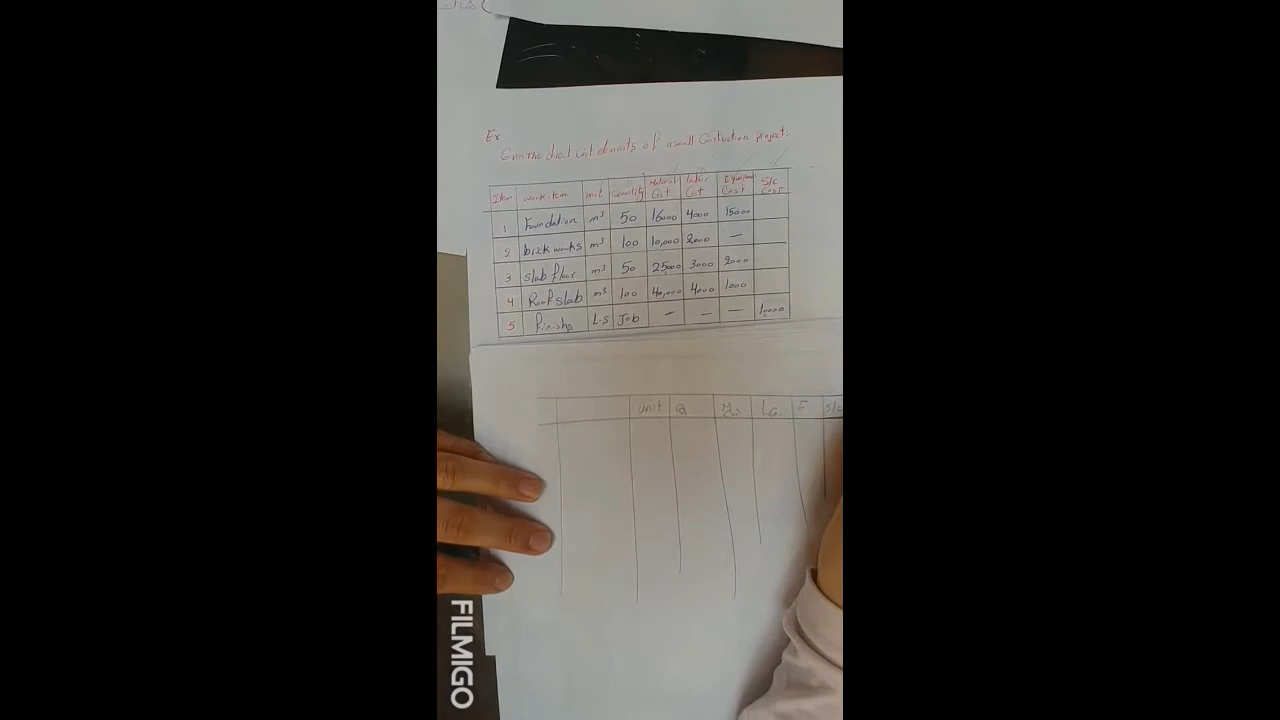 Ex
Given the direct Cost elements of a small Constuction project:
Item work item unit Quantity Material Cost Labor Cost Equipment Cost S/c Cost
1 Foundation m³ 50 16000 4000 15000
2 brick works m³ 100 10,000 2000 —
3 slab floor m³ 50 25000 3000 2000
4 Roof slab m³ 100 40,000 4000 1000
5 finishs L.S Job — — — 10000
unit Q Ma La E S/c
FILMIGO